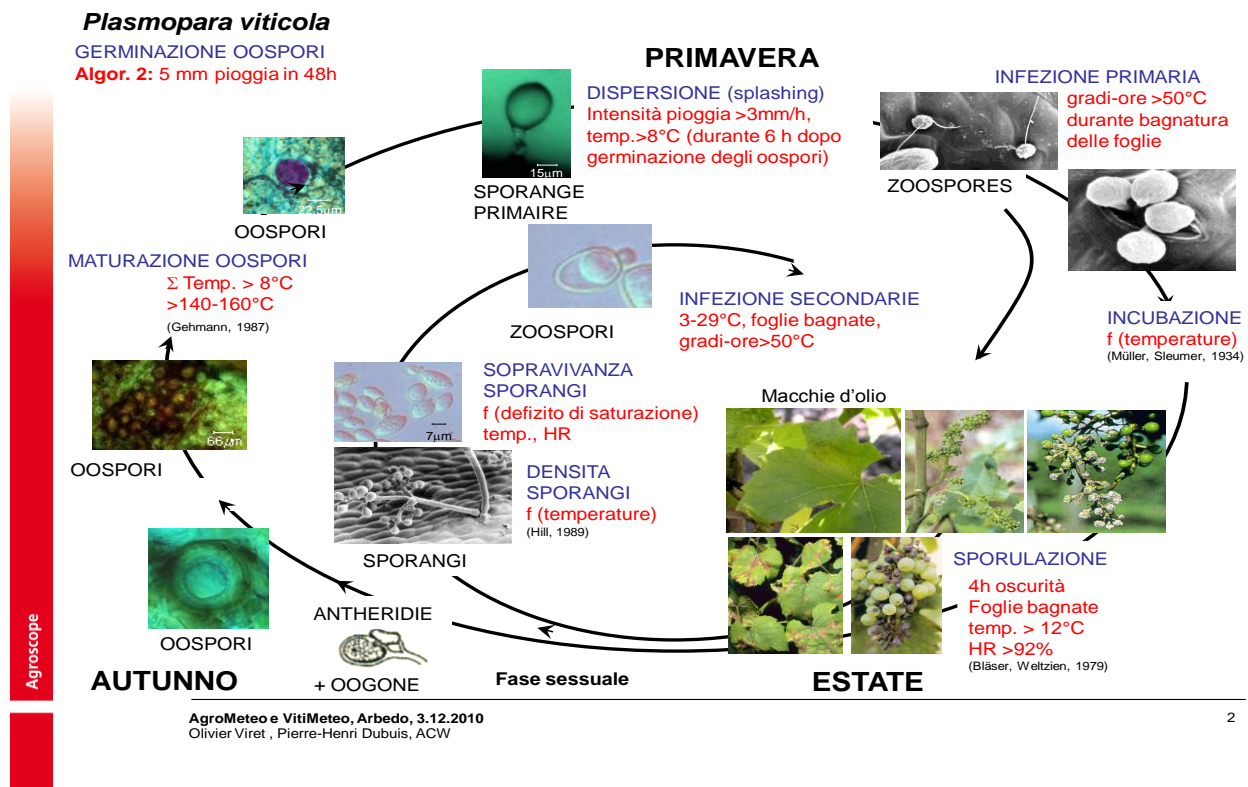 Plasmopara viticola
GERMINAZIONE OOSPORI
Algor. 2: 5 mm pioggia in 48h
PRIMAVERA
DISPERSIONE (splashing)
Intensità pioggia >3mm/h,
temp.>8°C (durante 6 h dopo
germinazione degli oospori)
INFEZIONE PRIMARIA
gradi-ore >50°C
durante bagnatura
delle foglie
15µm
SPORANGE
PRIMAIRE
ZOOSPORES
22.5µm
OOSPORI
MATURAZIONE OOSPORI
Σ Temp. > 8°C
>140-160°C
(Gehmann, 1987)
ZOOSPORI
INFEZIONE SECONDARIE
3-29°C, foglie bagnate,
gradi-ore>50°C
INCUBAZIONE
f (temperature)
(Müller, Sleumer, 1934)
SOPRAVIVANZA
SPORANGI
f (defizito di saturazione)
temp., HR
7µm
66µm
OOSPORI
Macchie d'olio
DENSITA
SPORANGI
f (temperature)
(Hill, 1989)
SPORANGI
SPORULAZIONE
4h oscurità
Foglie bagnate
temp. > 12°C
HR >92%
(Bläser, Weltzien, 1979)
OOSPORI
ANTHERIDIE
+ OOGONE
Fase sessuale
AUTUNNO
ESTATE
Agroscope
AgroMeteo e VitiMeteo, Arbedo, 3.12.2010
Olivier Viret , Pierre-Henri Dubuis, ACW
2